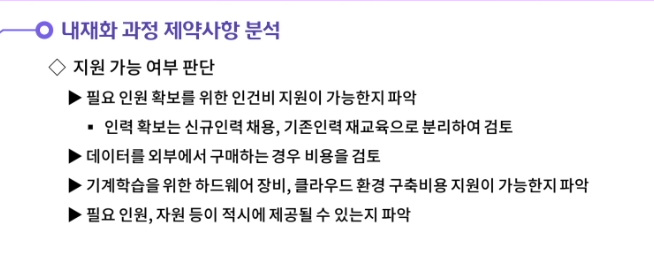 내재화 과정 제약사항 분석
◇ 지원 가능 여부 판단
▶ 필요 인원 확보를 위한 인건비 지원이 가능한지 파악
▪ 인력 확보는 신규인력 채용, 기존인력 재교육으로 분리하여 검토
▶ 데이터를 외부에서 구매하는 경우 비용을 검토
▶ 기계학습을 위한 하드웨어 장비, 클라우드 환경 구축비용 지원이 가능한지 파악
▶ 필요 인원, 자원 등이 적시에 제공될 수 있는지 파악